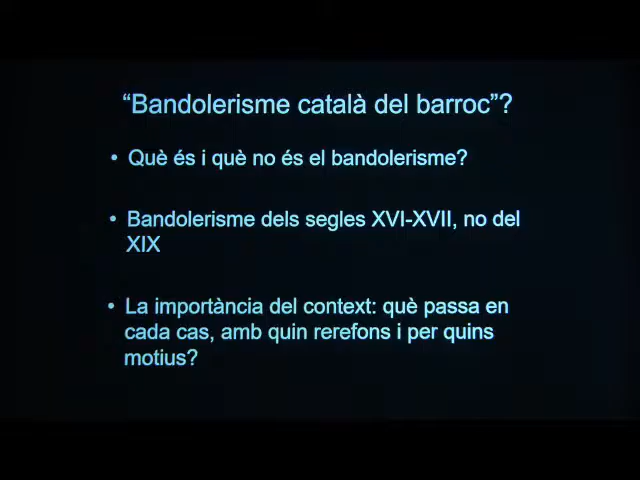 “Bandolerisme català del barroc”?
• Què és i què no és el bandolerisme?
• Bandolerisme dels segles XVI-XVII, no del
XIX
• La importància del context: què passa en
cada cas, amb quin rerefons i per quins
motius?